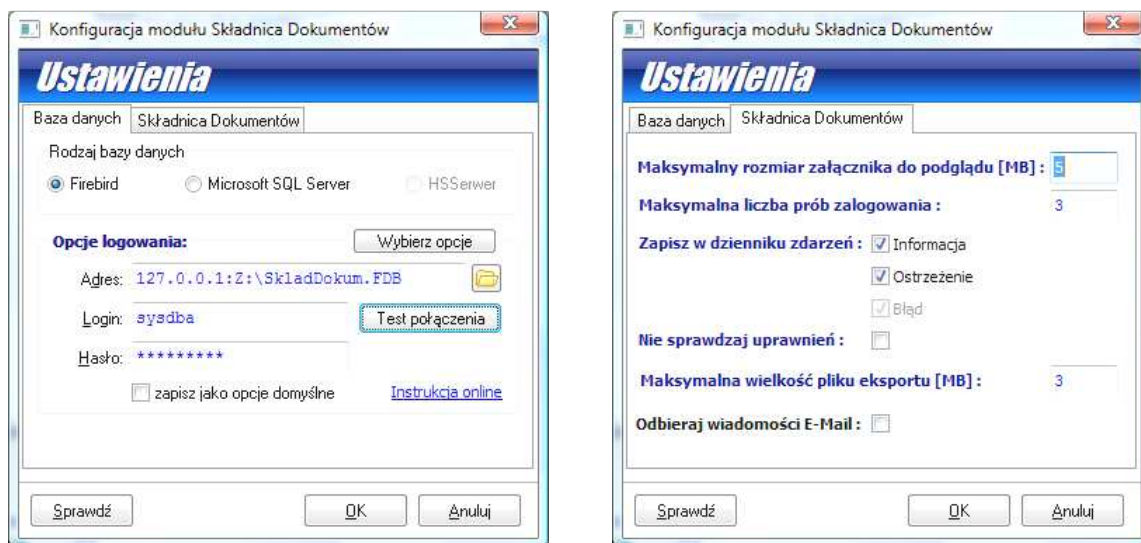 Konfiguracja modułu Składnica Dokumentów
Ustawienia
Baza danych Składnica Dokumentów
Rodzaj bazy danych
Firebird Microsoft SQL Server HSSerwer
Opcje logowania: Wybierz opcje
Adres: 127.0.0.1:Z:\SkladDokum.FDB
Login: sysdba Test połączenia
Hasło: *********
zapisz jako opcje domyślne Instrukcja online
Sprawdź OK Anuluj
Konfiguracja modułu Składnica Dokumentów
Ustawienia
Baza danych Składnica Dokumentów
Maksymalny rozmiar załącznika do podglądu [MB] : 5
Maksymalna liczba prób zalogowania : 3
Zapisz w dzienniku zdarzeń : Informacja
Ostrzeżenie
Błąd
Nie sprawdzaj uprawnień :
Maksymalna wielkość pliku eksportu [MB] : 3
Odbieraj wiadomości E-Mail :
Sprawdź OK Anuluj